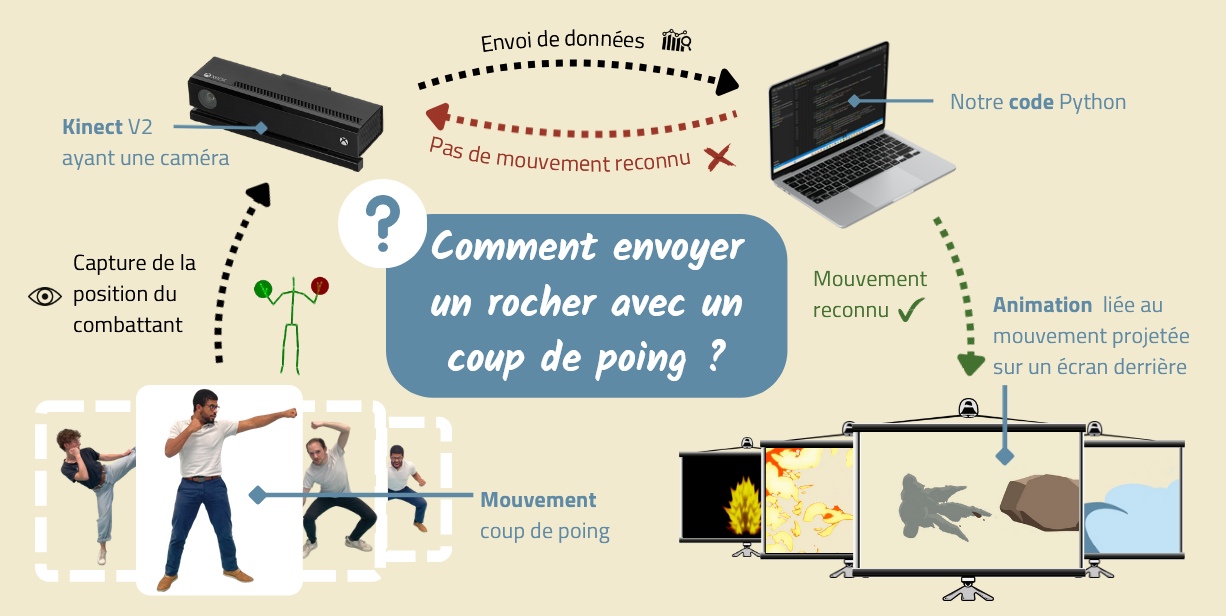 Envoi de données
Kinect V2
ayant une caméra
Notre code Python
Pas de mouvement reconnu
?
Comment envoyer
un rocher avec un
coup de poing ?
Capture de la
position du
combattant
Mouvement
reconnu
Animation liée au
mouvement projetée
sur un écran derrière
Mouvement
coup de poing